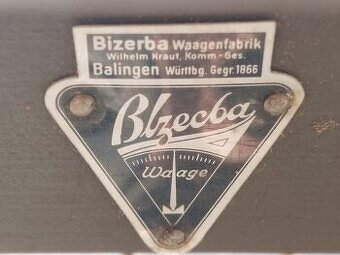 Bizerba Waagenfabrik
Wilhelm Kraut, Komm.-Ges.
Balingen Württbg. Gegr. 1866
Bizerba
Waage